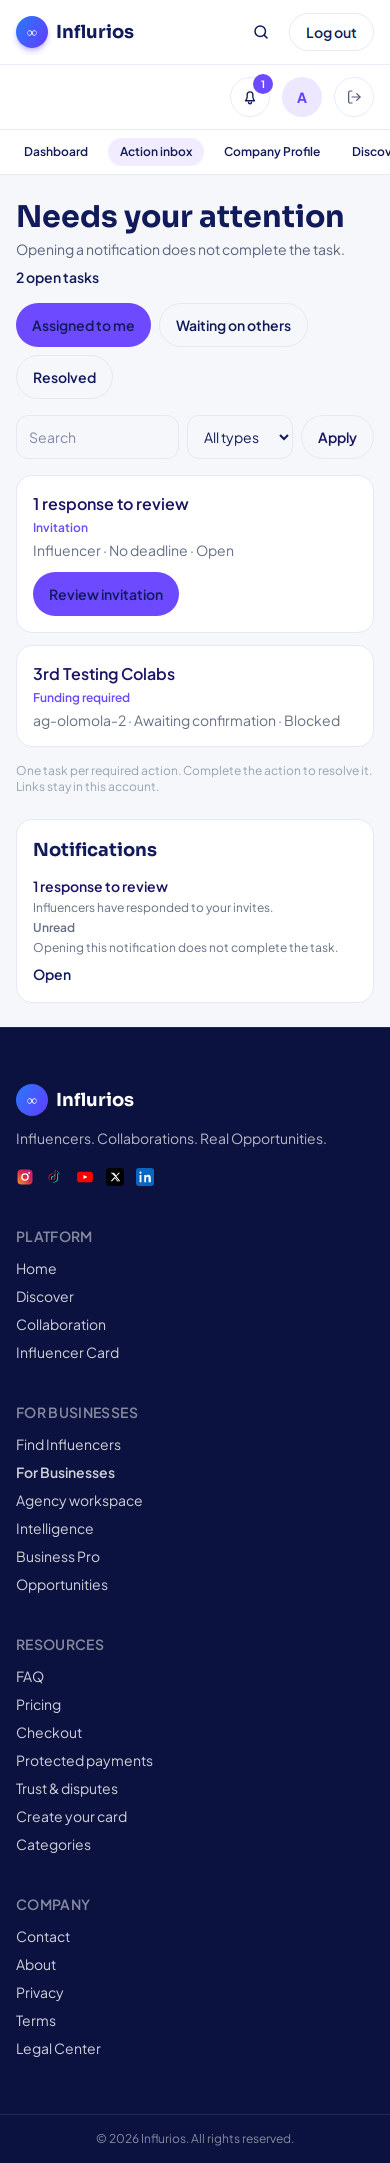 ∞ Influrios
Log out
1
A
Dashboard Action inbox Company Profile Discov
Needs your attention
Opening a notification does not complete the task.
2 open tasks
Assigned to me Waiting on others
Resolved
Search All types Apply
1 response to review
Invitation
Influencer · No deadline · Open
Review invitation
3rd Testing Colabs
Funding required
ag-olomola-2 · Awaiting confirmation · Blocked
One task per required action. Complete the action to resolve it.
Links stay in this account.
Notifications
1 response to review
Influencers have responded to your invites.
Unread
Opening this notification does not complete the task.
Open
∞ Influrios
Influencers. Collaborations. Real Opportunities.
PLATFORM
Home
Discover
Collaboration
Influencer Card
FOR BUSINESSES
Find Influencers
For Businesses
Agency workspace
Intelligence
Business Pro
Opportunities
RESOURCES
FAQ
Pricing
Checkout
Protected payments
Trust & disputes
Create your card
Categories
COMPANY
Contact
About
Privacy
Terms
Legal Center
© 2026 Influrios. All rights reserved.